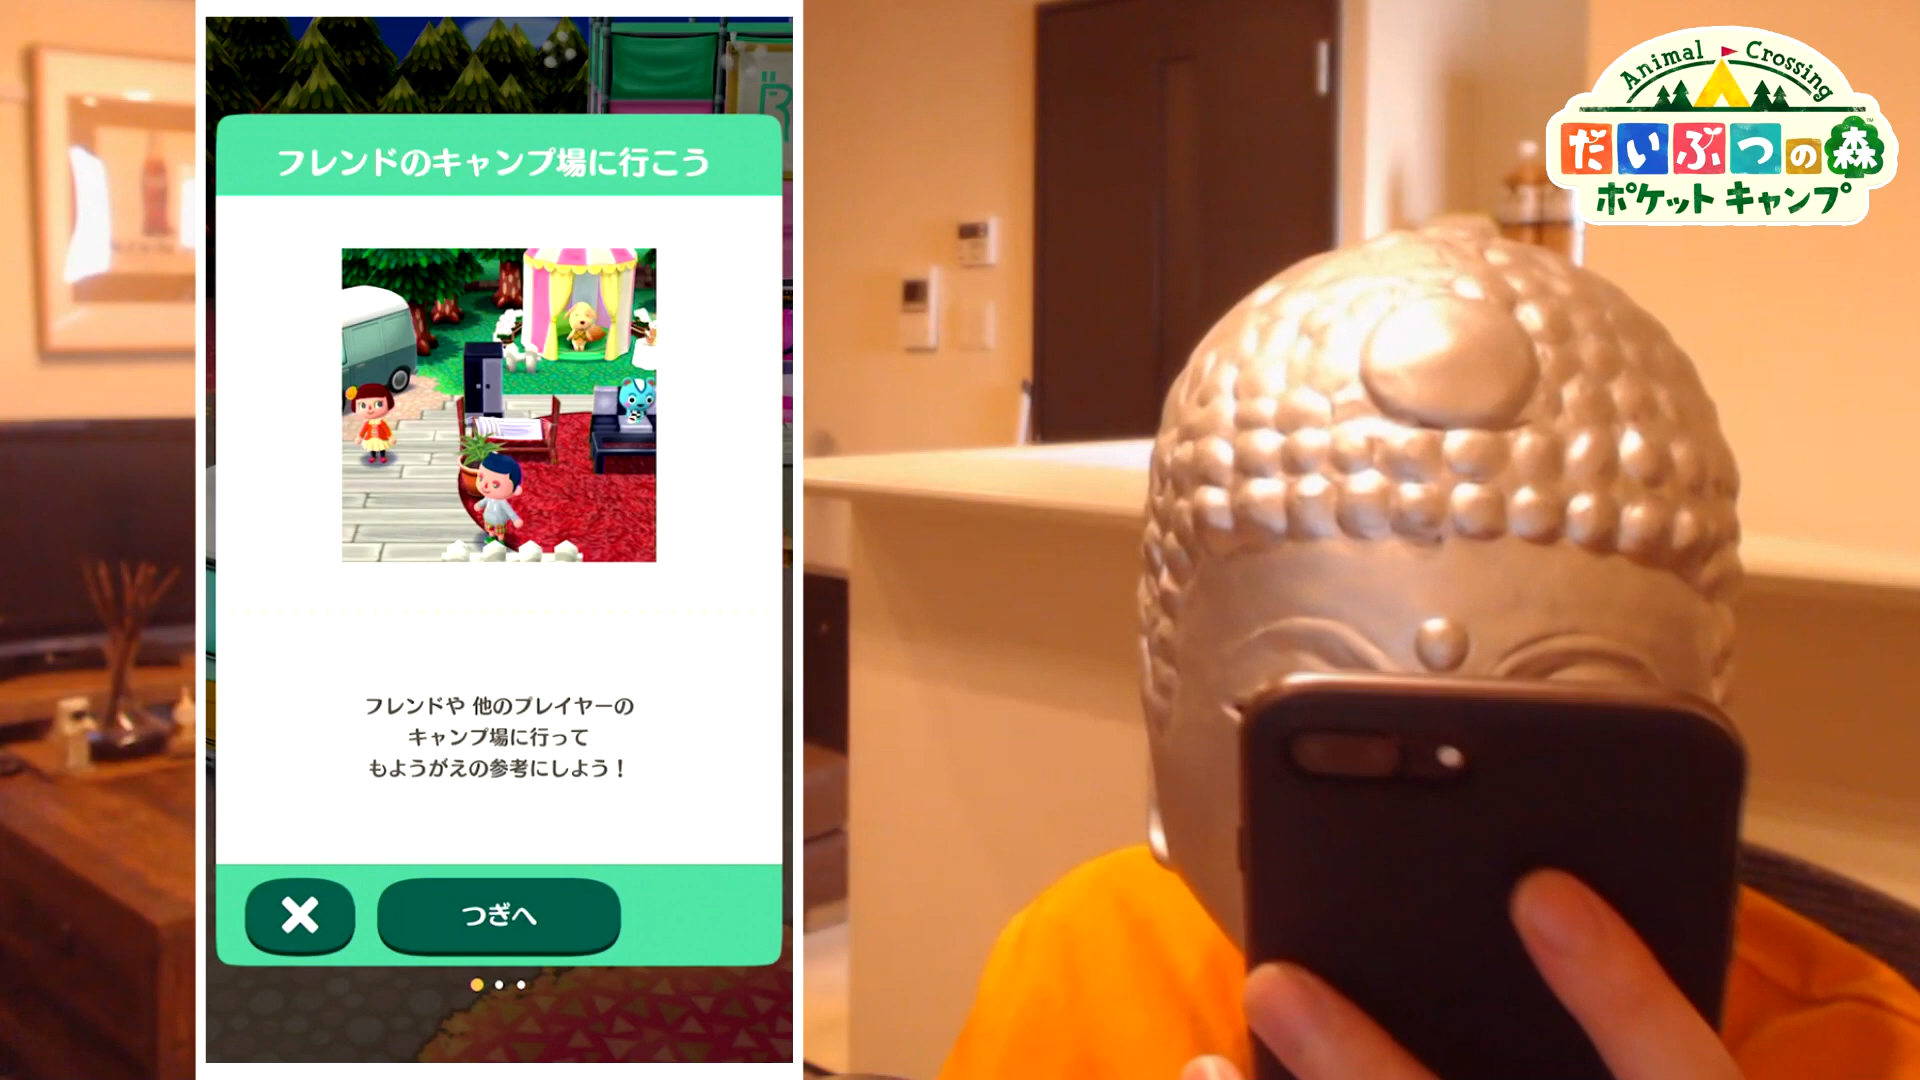 フレンドのキャンプ場に行こう
フレンドや 他のプレイヤーの
キャンプ場に行って
もようがえの参考にしよう！
つぎへ
Animal Crossing
だいぶつの森
ポケット キャンプ